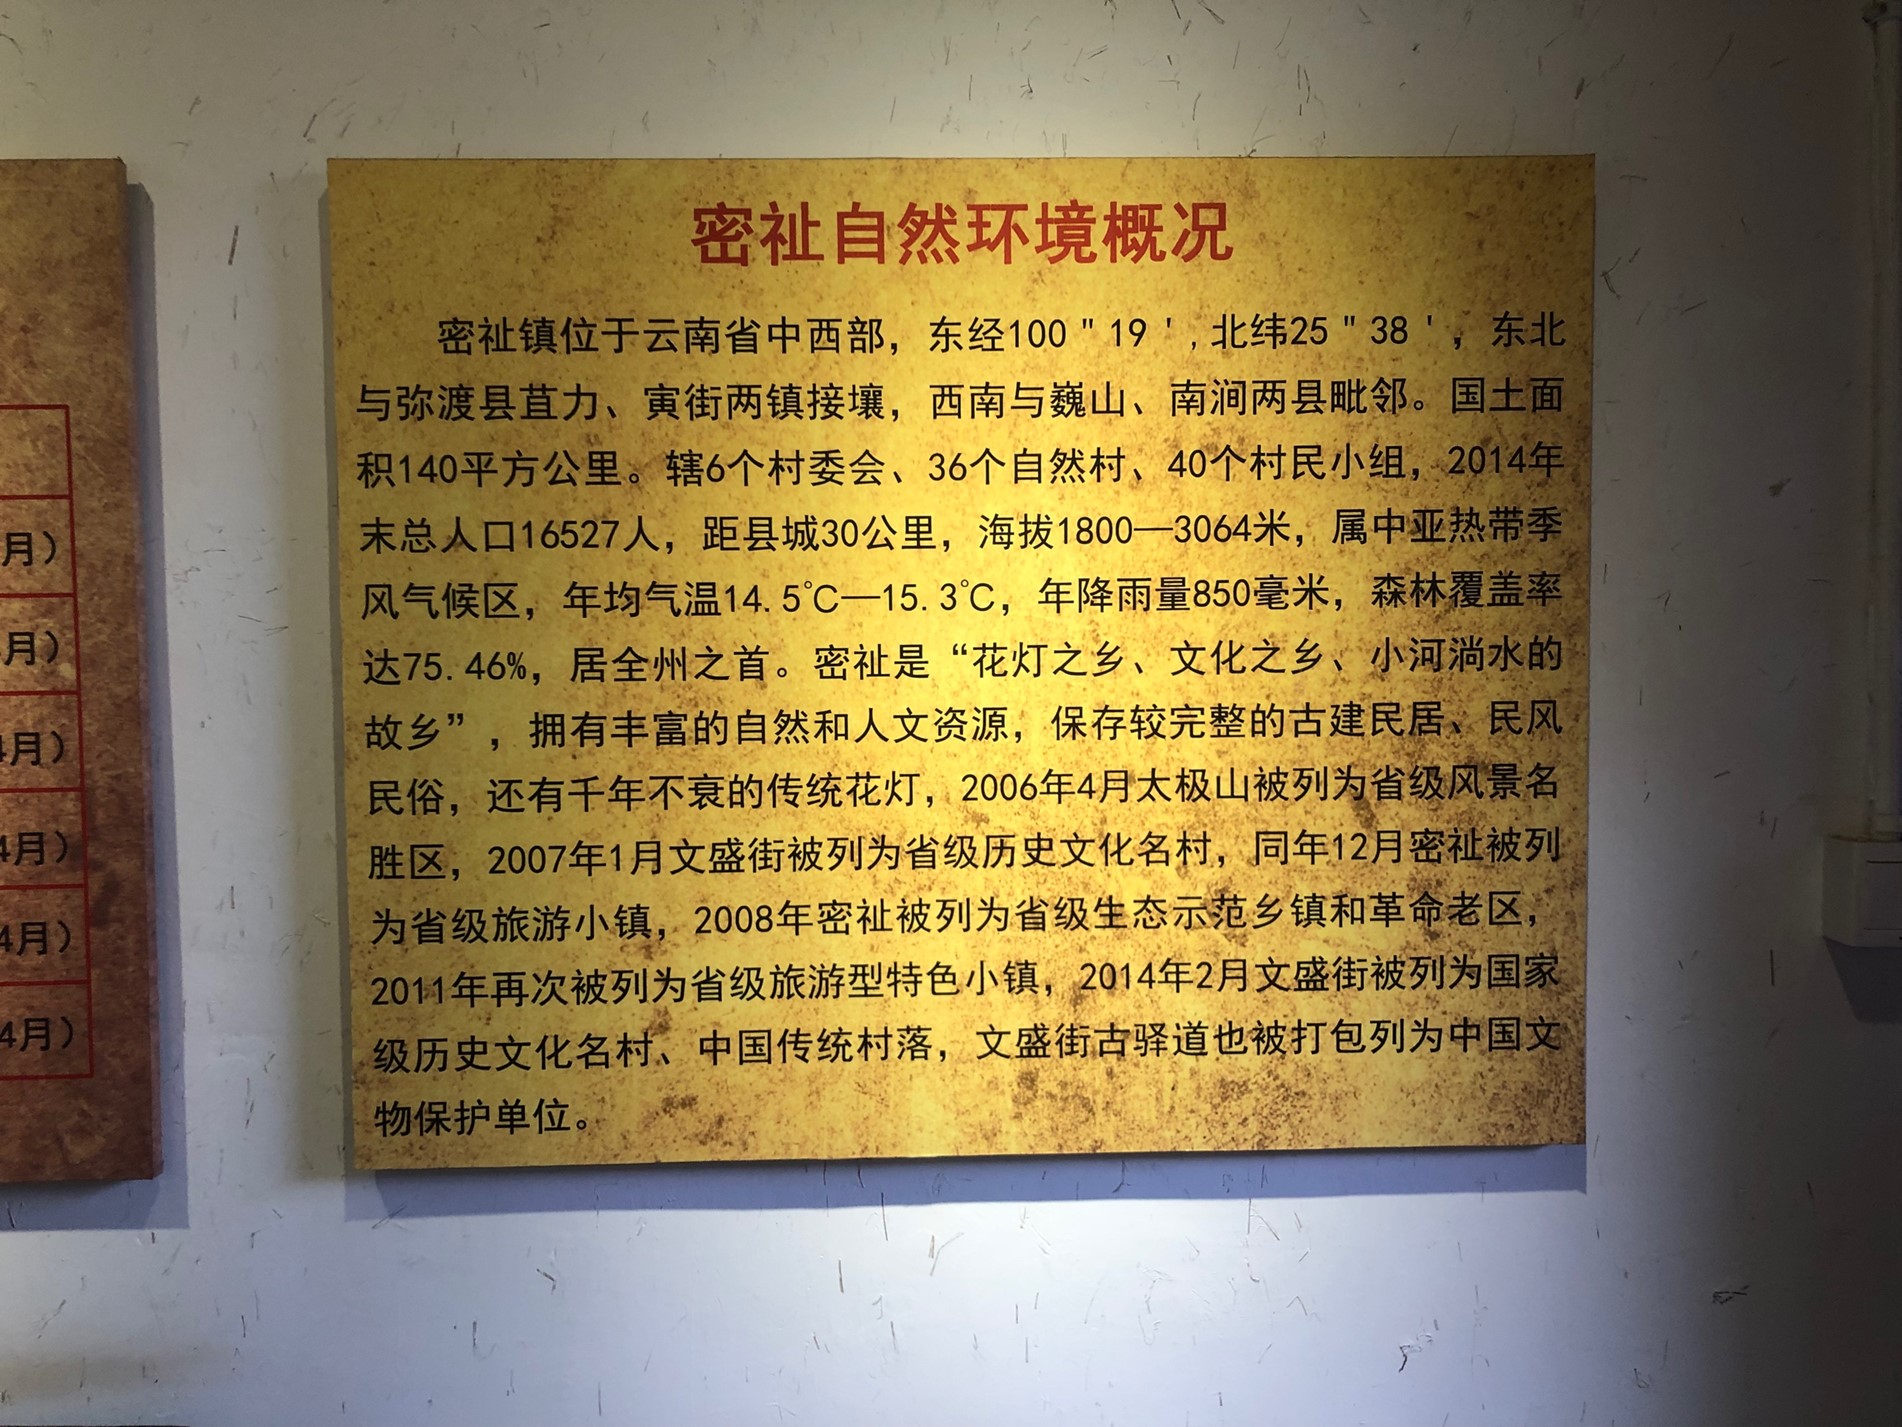 密祉自然环境概况
密祉镇位于云南省中西部，东经100＂19＇,北纬25＂38＇，东北
与弥渡县苴力、寅街两镇接壤，西南与巍山、南涧两县毗邻。国土面
积140平方公里。辖6个村委会、36个自然村、40个村民小组，2014年
末总人口16527人，距县城30公里，海拔1800—3064米，属中亚热带季
风气候区，年均气温14.5℃—15.3℃，年降雨量850毫米，森林覆盖率
达75.46%，居全州之首。密祉是“花灯之乡、文化之乡、小河淌水的
故乡”，拥有丰富的自然和人文资源，保存较完整的古建民居、民风
民俗，还有千年不衰的传统花灯，2006年4月太极山被列为省级风景名
胜区，2007年1月文盛街被列为省级历史文化名村，同年12月密祉被列
为省级旅游小镇，2008年密祉被列为省级生态示范乡镇和革命老区，
2011年再次被列为省级旅游型特色小镇，2014年2月文盛街被列为国家
级历史文化名村、中国传统村落，文盛街古驿道也被打包列为中国文
物保护单位。
月）
月）
4月）
4月）
4月）
4月）